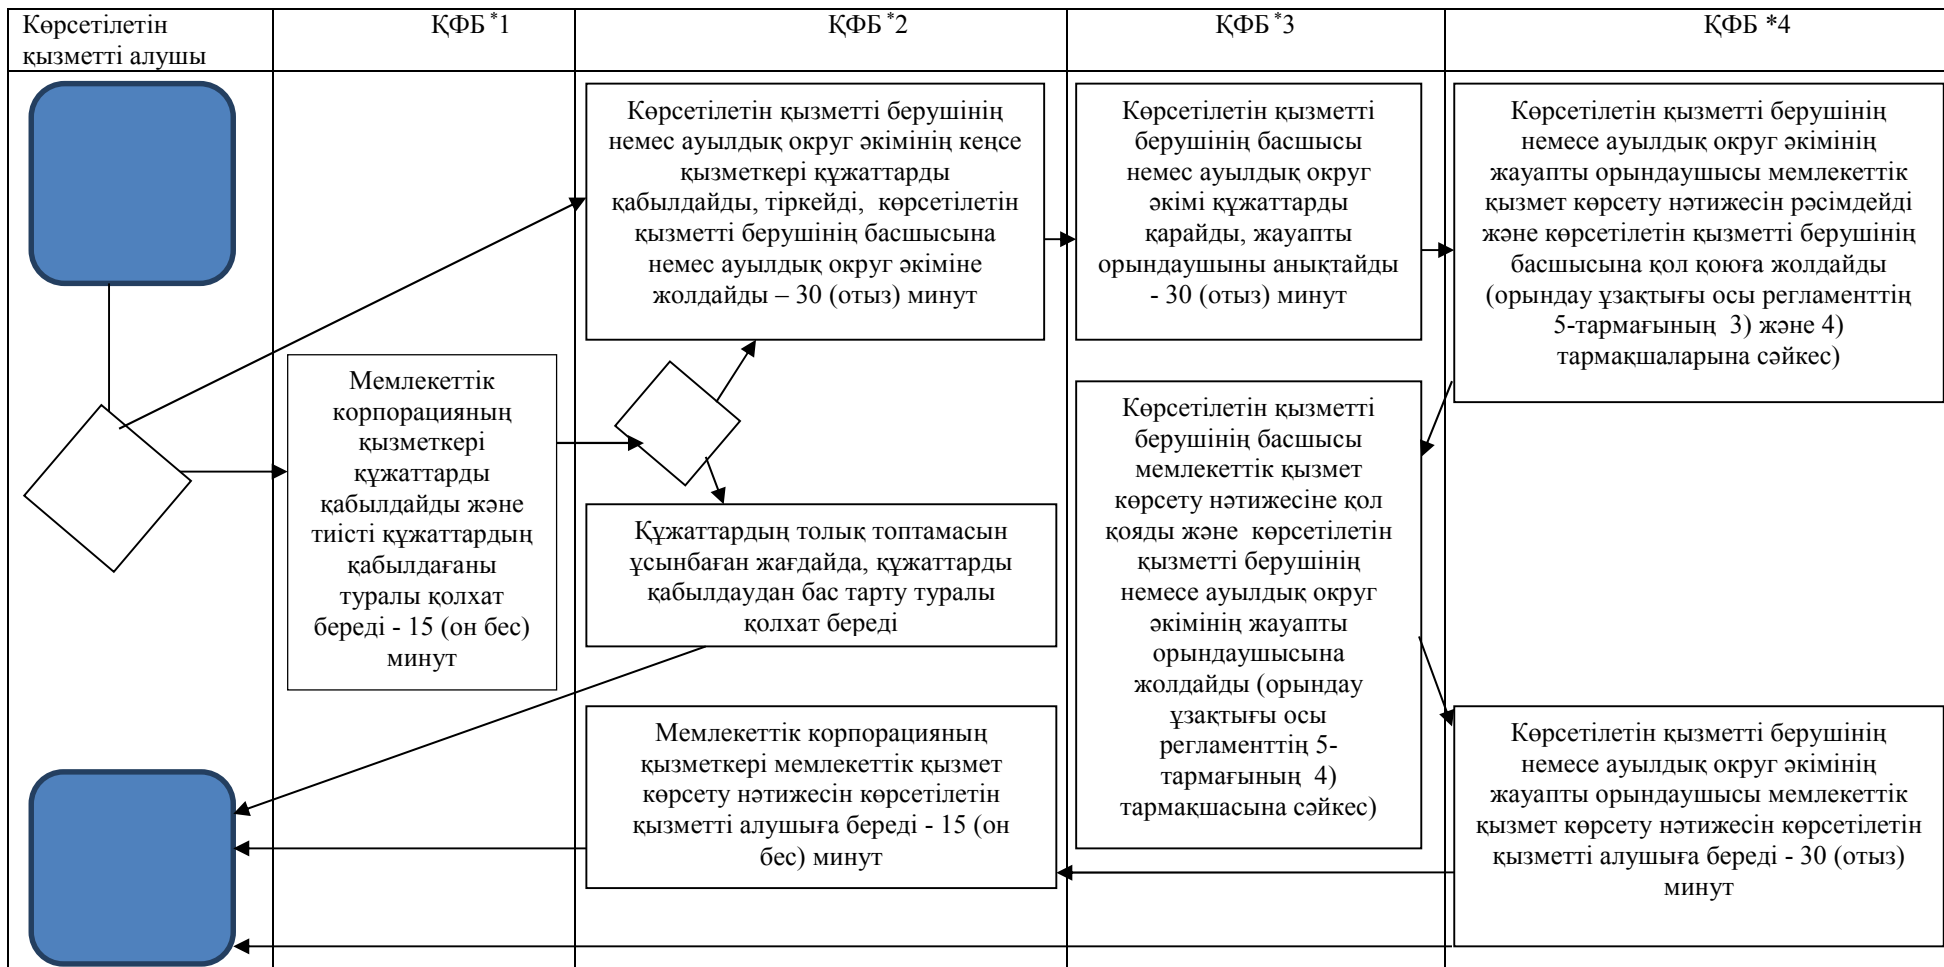 Көрсетілетін
қызметті алушы
ҚФБ *1
ҚФБ *2
ҚФБ *3
ҚФБ *4
Көрсетілетін қызметті берушінің
немес ауылдық округ әкімінің кеңсе
қызметкері құжаттарды
қабылдайды, тіркейді, көрсетілетін
қызметті берушінің басшысына
немес ауылдық округ әкіміне
жолдайды – 30 (отыз) минут
Көрсетілетін қызметті
берушінің басшысы
немес ауылдық округ
әкімі құжаттарды
қарайды, жауапты
орындаушыны анықтайды
- 30 (отыз) минут
Көрсетілетін қызметті берушінің
немесе ауылдық округ әкімінің
жауапты орындаушысы мемлекеттік
қызмет көрсету нәтижесін рәсімдейді
және көрсетілетін қызметті берушінің
басшысына қол қоюға жолдайды
(орындау ұзақтығы осы регламенттің
5-тармағының 3) және 4)
тармақшаларына сәйкес)
Мемлекеттік
корпорацияның
қызметкері
құжаттарды
қабылдайды және
тиісті құжаттардың
қабылдағаны
туралы қолхат
береді - 15 (он бес)
минут
Құжаттардың толық топтамасын
ұсынбаған жағдайда, құжаттарды
қабылдаудан бас тарту туралы
қолхат береді
Көрсетілетін қызметті
берушінің басшысы
мемлекеттік қызмет
көрсету нәтижесіне қол
қояды және көрсетілетін
қызметті берушінің
немесе ауылдық округ
әкімінің жауапты
орындаушысына
жолдайды (орындау
ұзақтығы осы
регламенттің 5-
тармағының 4)
тармақшасына сәйкес)
Мемлекеттік корпорацияның
қызметкері мемлекеттік қызмет
көрсету нәтижесін көрсетілетін
қызметті алушыға береді - 15 (он
бес) минут
Көрсетілетін қызметті берушінің
немесе ауылдық округ әкімінің
жауапты орындаушысы мемлекеттік
қызмет көрсету нәтижесін көрсетілетін
қызметті алушыға береді - 30 (отыз)
минут